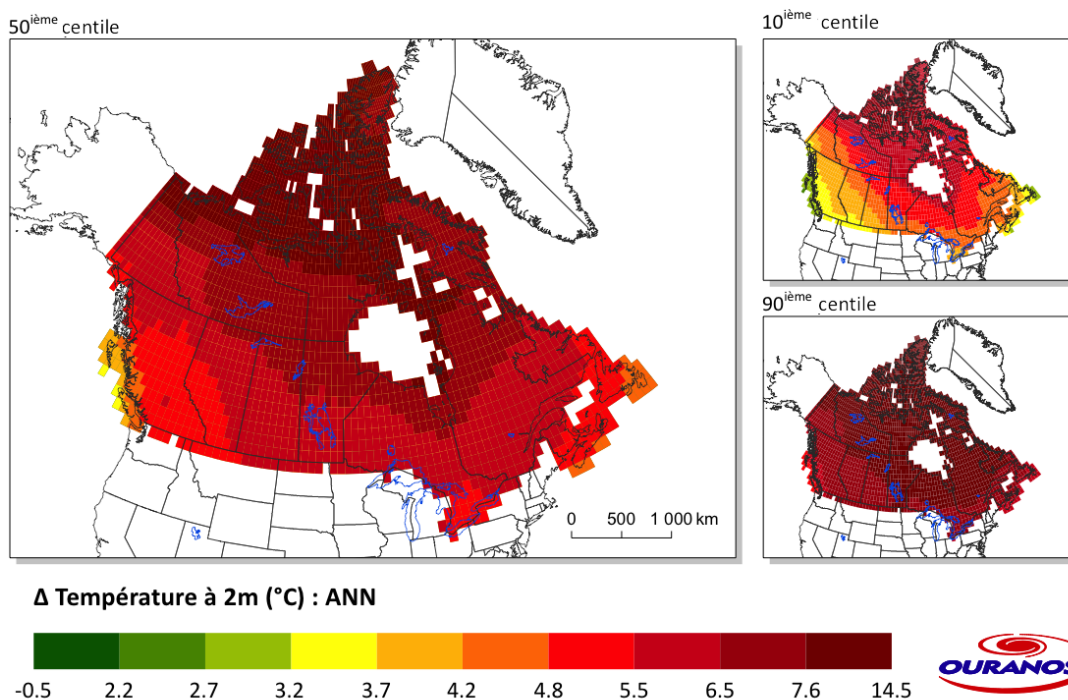 50ième centile
10ième centile
90ième centile
0 500 1 000 km
Δ Température à 2m (°C) : ANN
-0.5 2.2 2.7 3.2 3.7 4.2 4.8 5.5 6.5 7.6 14.5
OURANOS